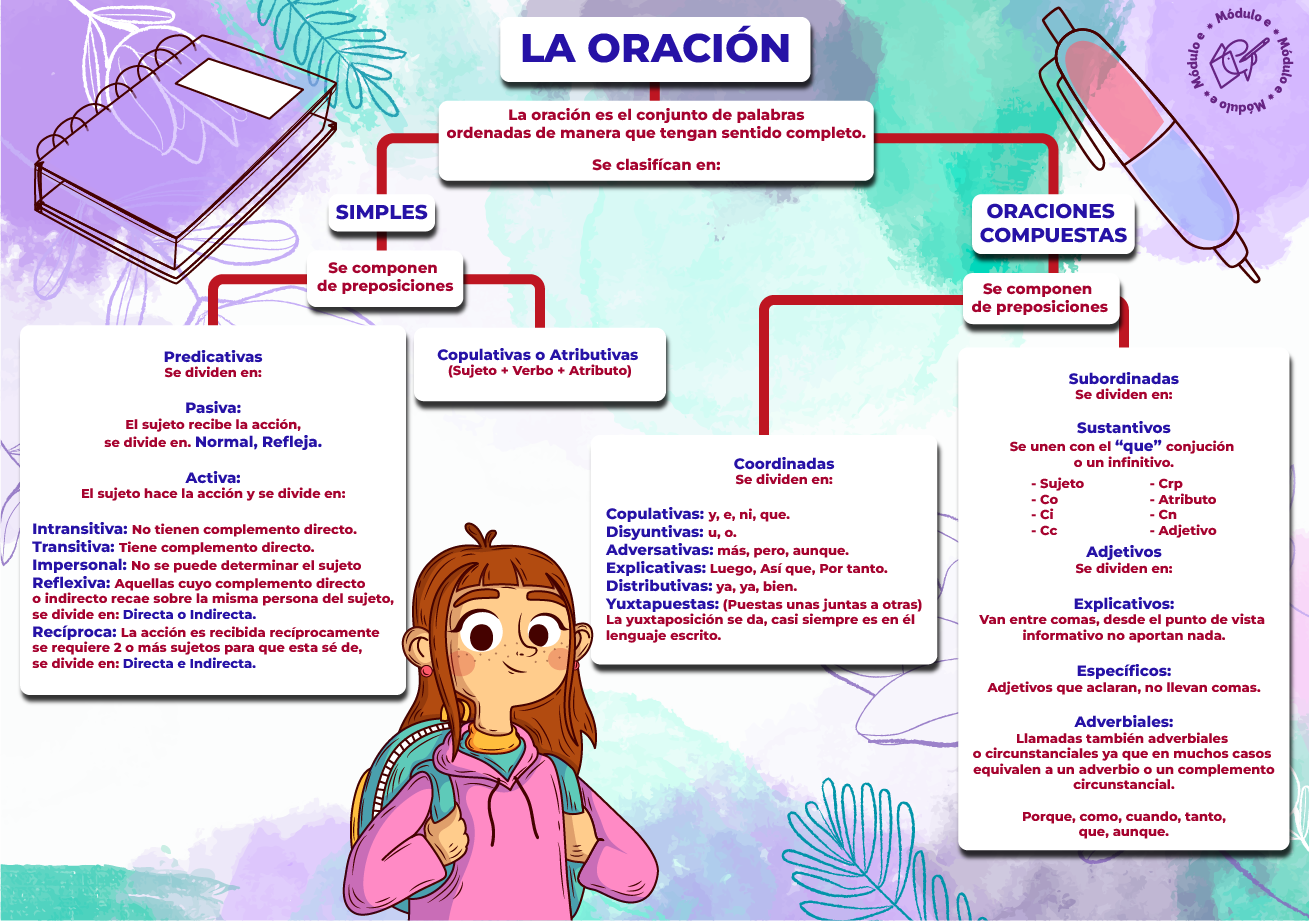 LA ORACIÓN
Módulo e * Módulo e * Módulo e * Módulo e *
La oración es el conjunto de palabras
ordenadas de manera que tengan sentido completo.
Se clasifícan en:
SIMPLES
Se componen
de preposiciones
Predicativas
Se dividen en:
Pasiva:
El sujeto recibe la acción,
se divide en. Normal, Refleja.
Activa:
El sujeto hace la acción y se divide en:
Intransitiva: No tienen complemento directo.
Transitiva: Tiene complemento directo.
Impersonal: No se puede determinar el sujeto
Reflexiva: Aquellas cuyo complemento directo
o indirecto recae sobre la misma persona del sujeto,
se divide en: Directa o Indirecta.
Recíproca: La acción es recibida recíprocamente
se requiere 2 o más sujetos para que esta sé de,
se divide en: Directa e Indirecta.
Copulativas o Atributivas
(Sujeto + Verbo + Atributo)
ORACIONES
COMPUESTAS
Se componen
de preposiciones
Coordinadas
Se dividen en:
Copulativas: y, e, ni, que.
Disyuntivas: u, o.
Adversativas: más, pero, aunque.
Explicativas: Luego, Así que, Por tanto.
Distributivas: ya, ya, bien.
Yuxtapuestas: (Puestas unas juntas a otras)
La yuxtaposición se da, casi siempre es en él
lenguaje escrito.
Subordinadas
Se dividen en:
Sustantivos
Se unen con el “que” conjución
o un infinitivo.
- Sujeto
- Co
- Ci
- Cc
- Crp
- Atributo
- Cn
- Adjetivo
Adjetivos
Se dividen en:
Explicativos:
Van entre comas, desde el punto de vista
informativo no aportan nada.
Específicos:
Adjetivos que aclaran, no llevan comas.
Adverbiales:
Llamadas también adverbiales
o circunstanciales ya que en muchos casos
equivalen a un adverbio o un complemento
circunstancial.
Porque, como, cuando, tanto,
que, aunque.